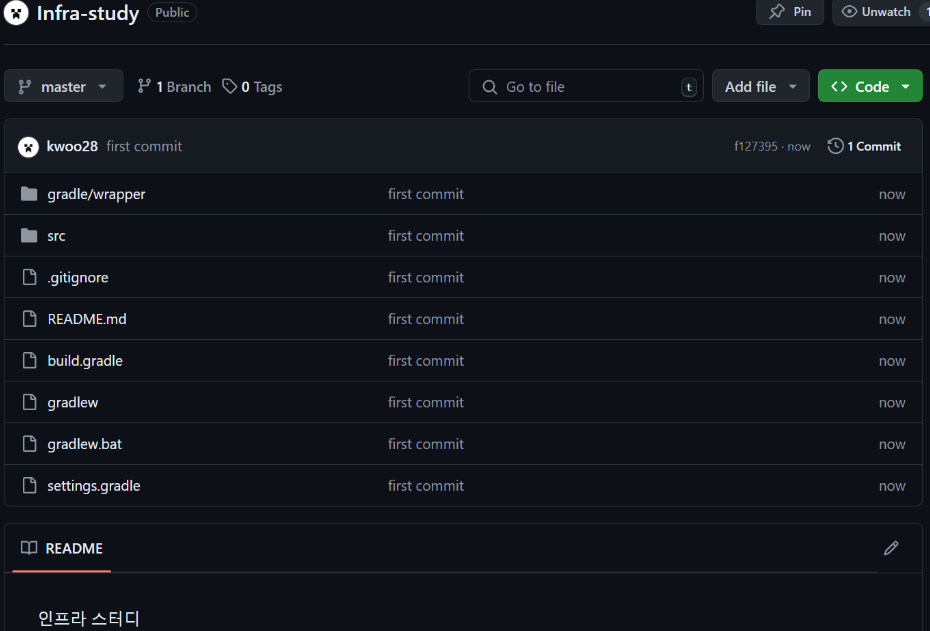 Infra-study Public Pin Unwatch 1
master 1 Branch 0 Tags Go to file t Add file Code
kwoo28 first commit f127395 · now 1 Commit
gradle/wrapper first commit now
src first commit now
.gitignore first commit now
README.md first commit now
build.gradle first commit now
gradlew first commit now
gradlew.bat first commit now
settings.gradle first commit now
README
인프라 스터디